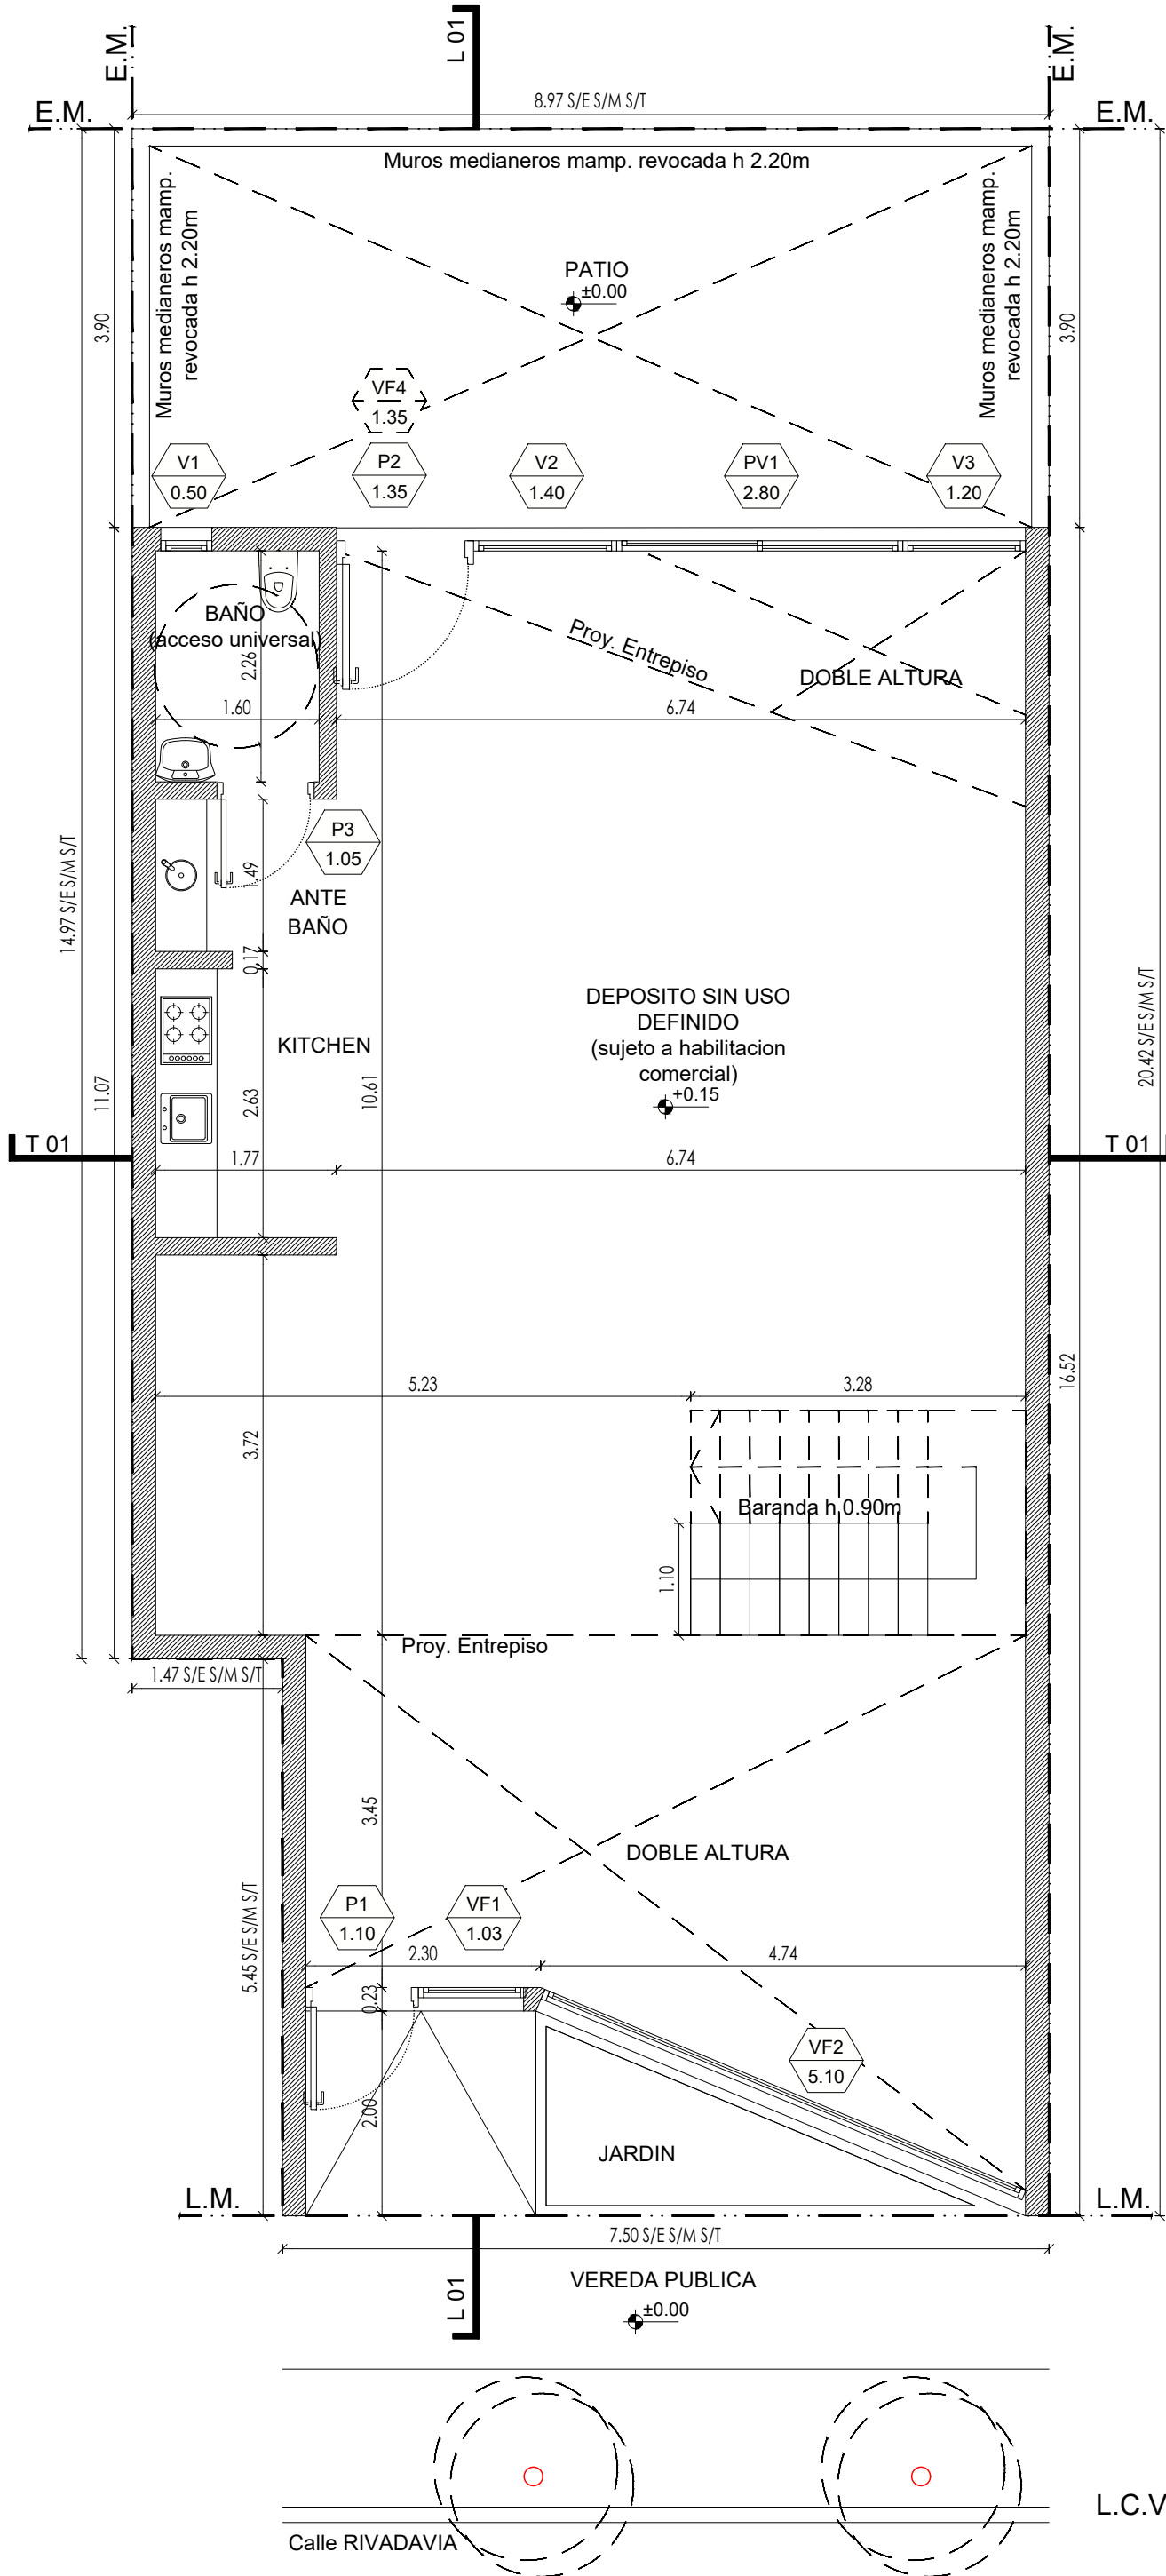 L 01
E.M.
E.M.
8.97 S/E S/M S/T
E.M.
E.M.
Muros medianeros mamp. revocada h 2.20m
Muros medianeros mamp.
revocada h 2.20m
Muros medianeros mamp.
revocada h 2.20m
PATIO
±0.00
3.90
3.90
VF4
1.35
V1
0.50
P2
1.35
V2
1.40
PV1
2.80
V3
1.20
BAÑO
(acceso universal)
2.26
1.60
Proy. Entrepiso
DOBLE ALTURA
6.74
P3
1.05
1.49
ANTE
BAÑO
0.17
14.97 S/E S/M S/T
DEPOSITO SIN USO
DEFINIDO
(sujeto a habilitacion
comercial)
+0.15
KITCHEN
2.63
10.61
11.07
20.42 S/E S/M S/T
T 01
T 01
1.77
6.74
5.23
3.28
16.52
3.72
Baranda h 0.90m
1.10
Proy. Entrepiso
1.47 S/E S/M S/T
3.45
DOBLE ALTURA
5.45 S/E S/M S/T
P1
1.10
VF1
1.03
2.30
4.74
0.23
VF2
5.10
2.00
JARDIN
L.M.
L.M.
7.50 S/E S/M S/T
L 01
VEREDA PUBLICA
±0.00
L.C.V
Calle RIVADAVIA